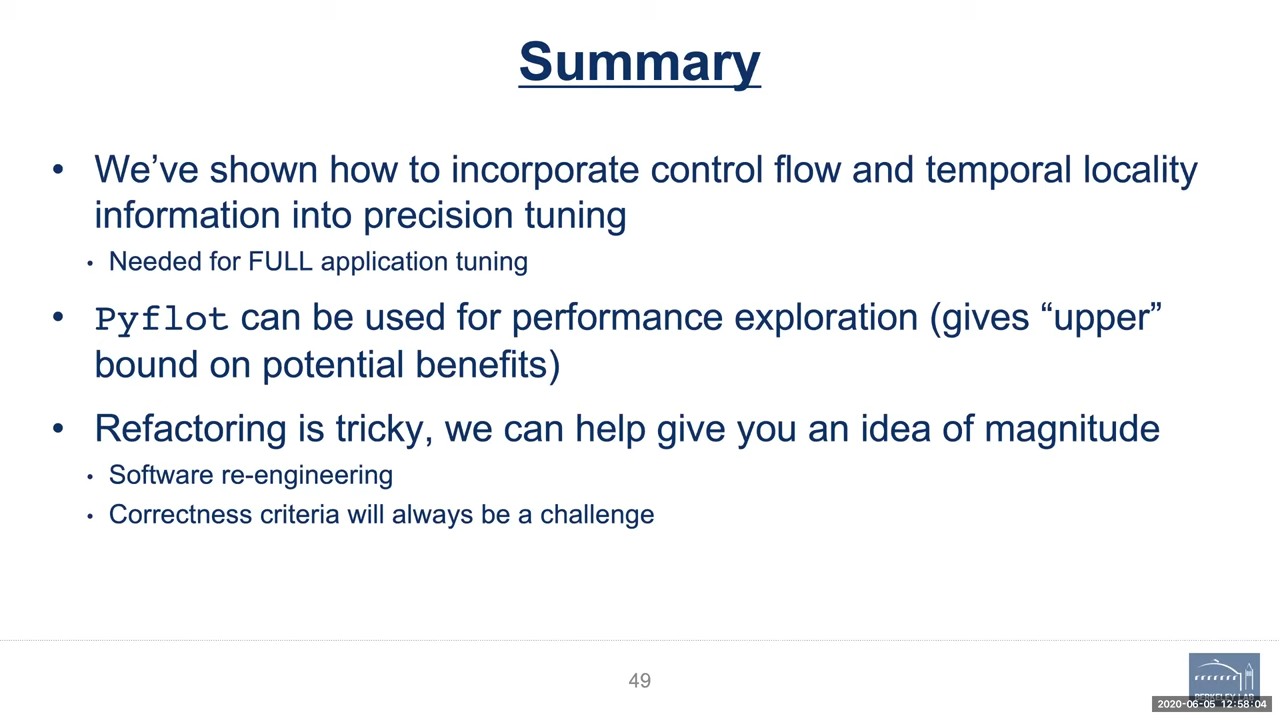 Summary
• We’ve shown how to incorporate control flow and temporal locality
information into precision tuning
• Needed for FULL application tuning
• Pyflot can be used for performance exploration (gives “upper”
bound on potential benefits)
• Refactoring is tricky, we can help give you an idea of magnitude
• Software re-engineering
• Correctness criteria will always be a challenge
49
BERKELEY LAB
2020-06-05 12:58:04